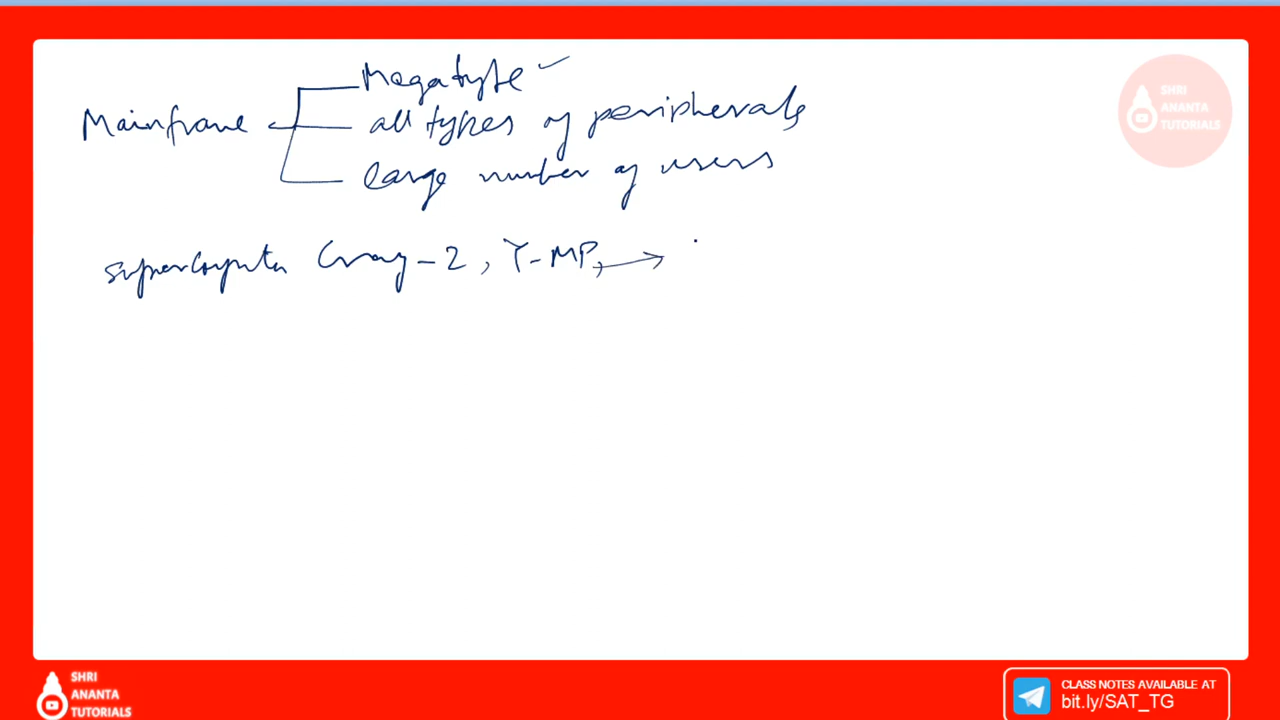 Megabyte ✓
Mainframe all types of peripherals
large number of users
supercomputer Cray-2, Y-MP, →
SHRI
ANANTA
TUTORIALS
SHRI
ANANTA
TUTORIALS
CLASS NOTES AVAILABLE AT
bit.ly/SAT_TG